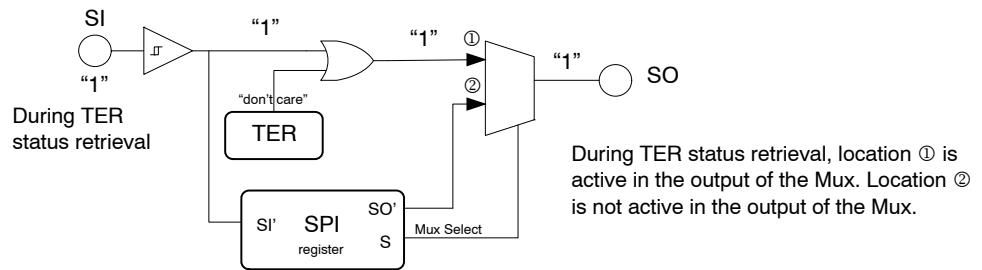 SI
“1”
“1”
“1”
①
“1”
SO
②
“1”
During TER
status retrieval
“don’t care”
TER
During TER status retrieval, location ① is
active in the output of the Mux. Location ②
is not active in the output of the Mux.
SI’
SPI
register
SO’
S
Mux Select